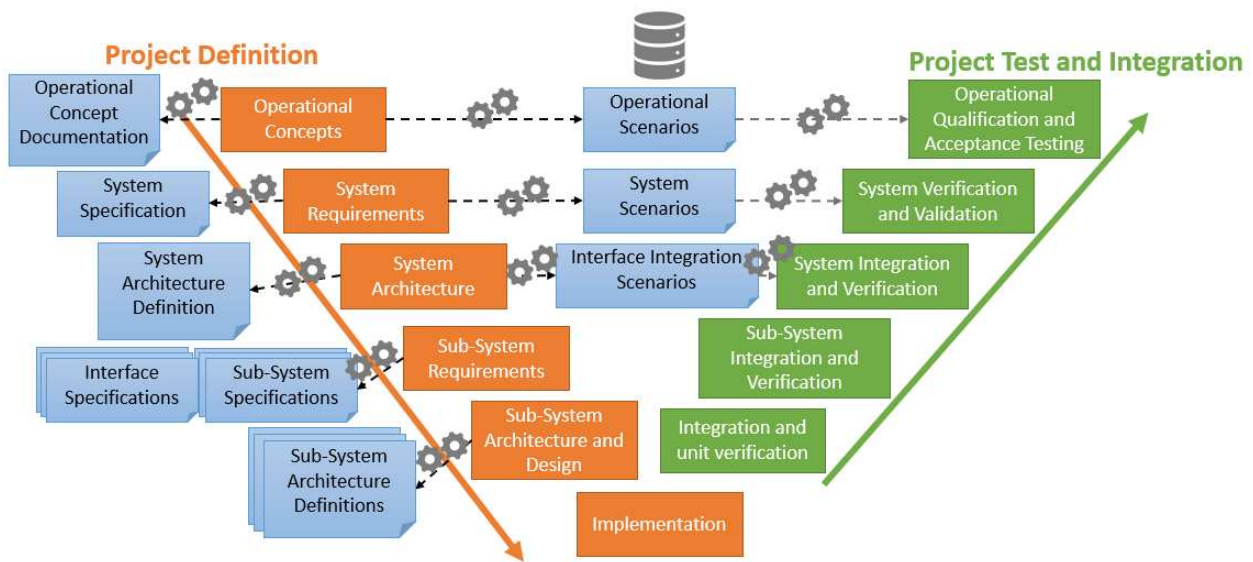 Project Definition
Project Test and Integration
Operational
Concept
Documentation
Operational
Concepts
Operational
Scenarios
Operational
Qualification and
Acceptance Testing
System
Specification
System
Requirements
System
Scenarios
System Verification
and Validation
System
Architecture
Definition
System
Architecture
Interface Integration
Scenarios
System Integration
and Verification
Interface
Specifications
Sub-System
Specifications
Sub-System
Requirements
Sub-System
Integration and
Verification
Sub-System
Architecture
Definitions
Sub-System
Architecture and
Design
Integration and
unit verification
Implementation